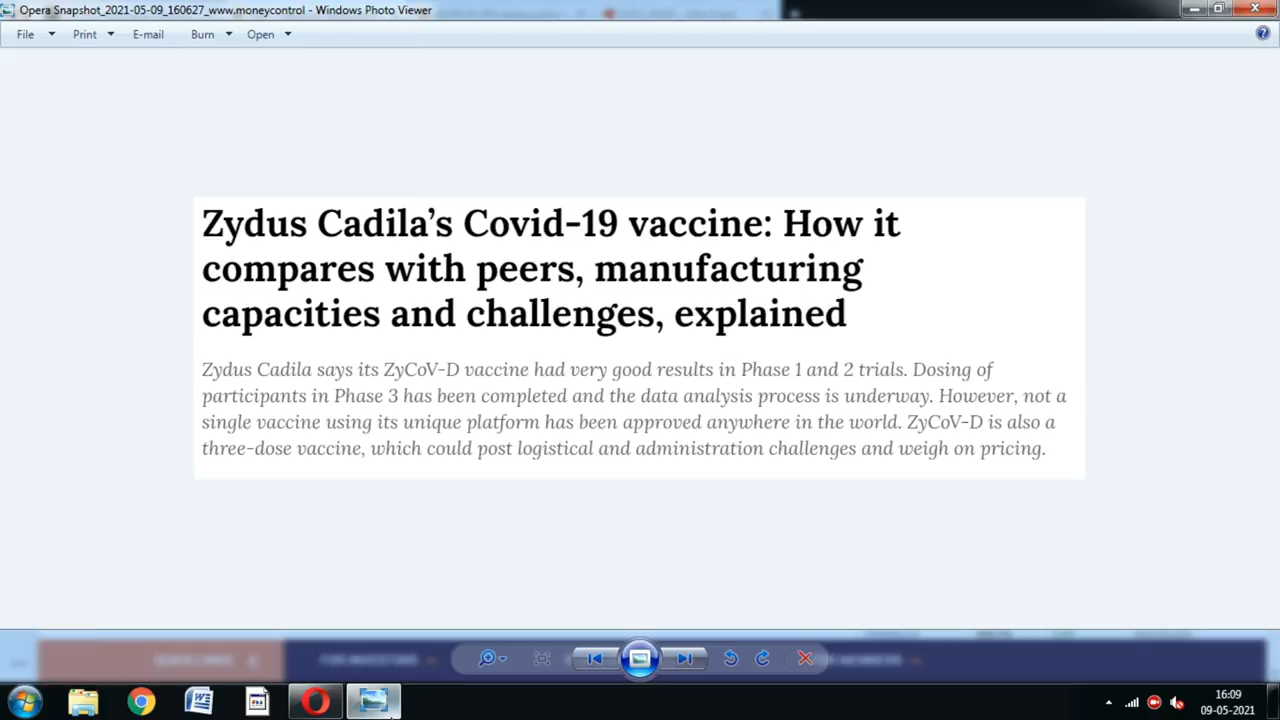 Opera Snapshot_2021-05-09_160627_www.moneycontrol - Windows Photo Viewer
File Print E-mail Burn Open
Zydus Cadila’s Covid-19 vaccine: How it
compares with peers, manufacturing
capacities and challenges, explained
Zydus Cadila says its ZyCoV-D vaccine had very good results in Phase 1 and 2 trials. Dosing of
participants in Phase 3 has been completed and the data analysis process is underway. However, not a
single vaccine using its unique platform has been approved anywhere in the world. ZyCoV-D is also a
three-dose vaccine, which could post logistical and administration challenges and weigh on pricing.
16:09
09-05-2021